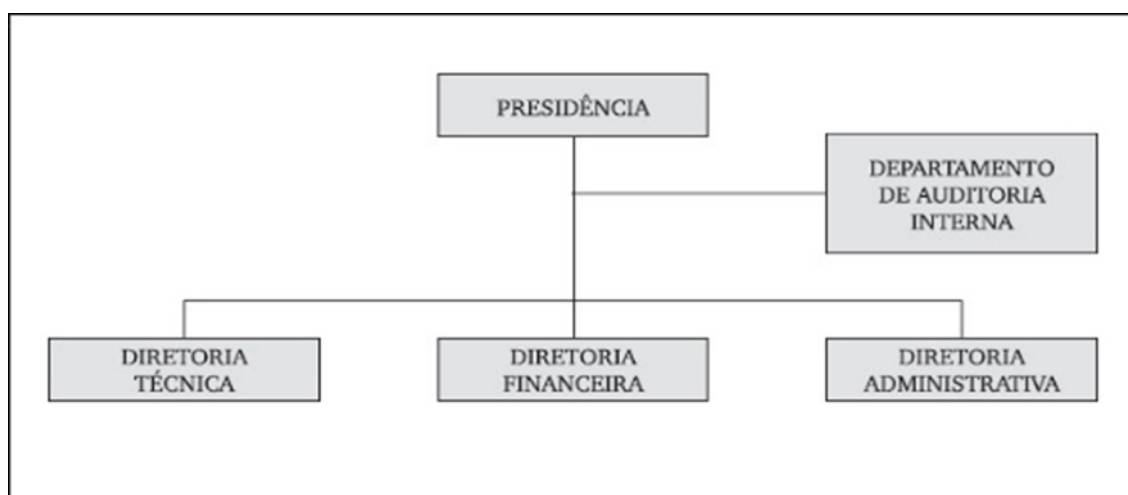 PRESIDÊNCIA
DEPARTAMENTO
DE AUDITORIA
INTERNA
DIRETORIA
TÉCNICA
DIRETORIA
FINANCEIRA
DIRETORIA
ADMINISTRATIVA